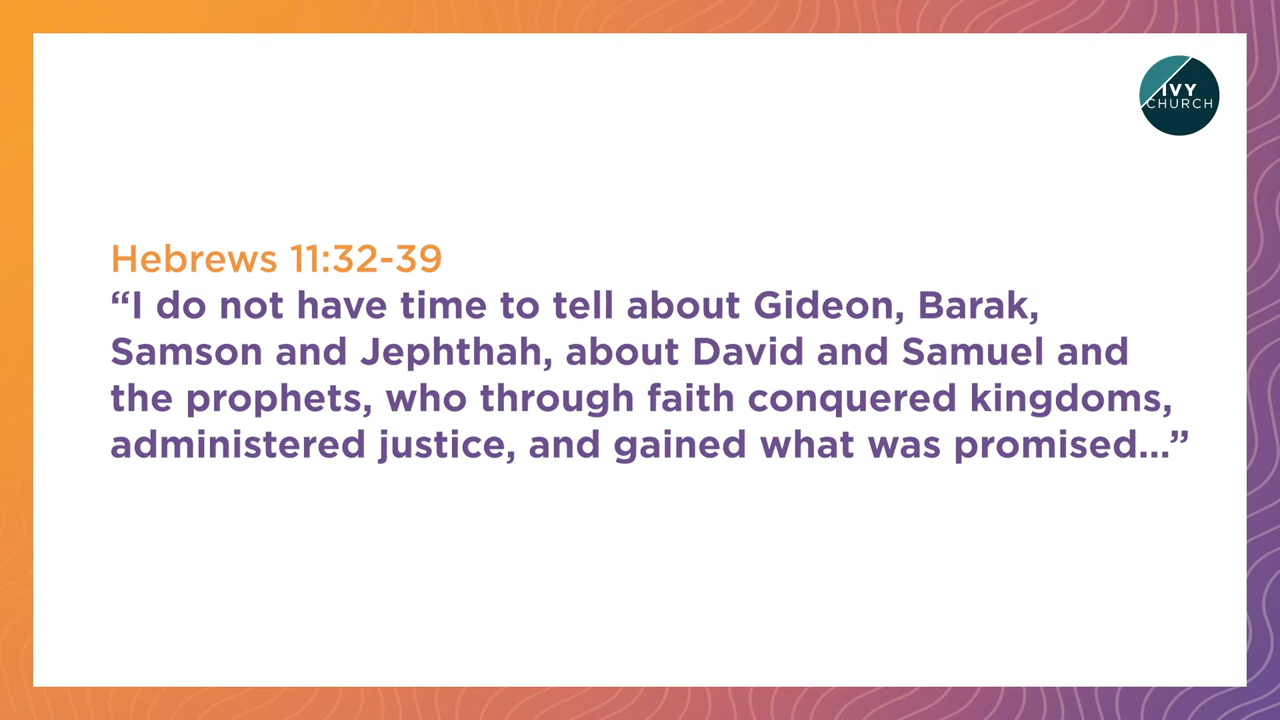 IVY
CHURCH
Hebrews 11:32-39
“I do not have time to tell about Gideon, Barak,
Samson and Jephthah, about David and Samuel and
the prophets, who through faith conquered kingdoms,
administered justice, and gained what was promised...”